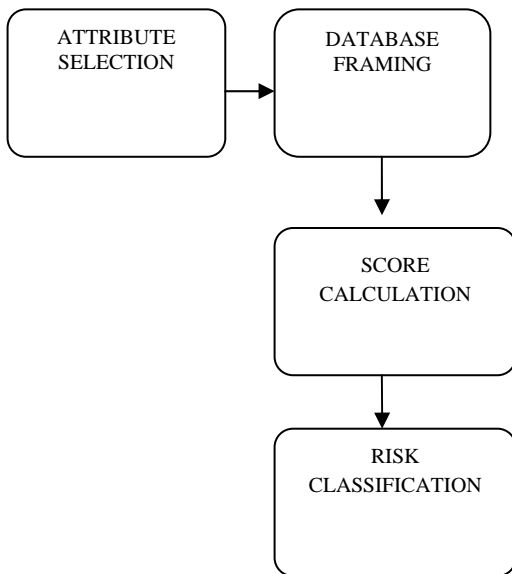 ATTRIBUTE
SELECTION
DATABASE
FRAMING
SCORE
CALCULATION
RISK
CLASSIFICATION